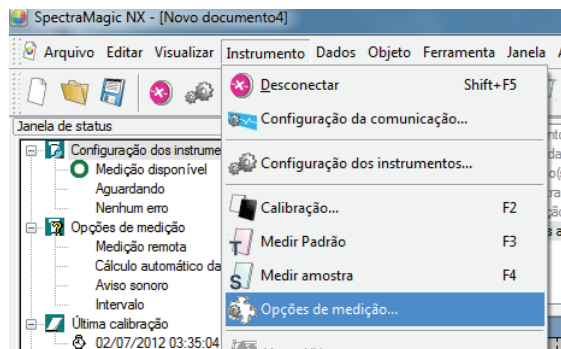 SpectraMagic NX - [Novo documento4]
Arquivo Editar Visualizar Instrumento Dados Objeto Ferramenta Janela
Janela de status
Configuração dos instrume
Medição disponível
Aguardando
Nenhum erro
Opções de medição
Medição remota
Cálculo automático da
Aviso sonoro
Intervalo
Última calibração
02/07/2012 03:35:04
Desconectar Shift+F5
Configuração da comunicação...
Configuração dos instrumentos...
Calibração... F2
Medir Padrão F3
Medir amostra F4
Opções de medição...